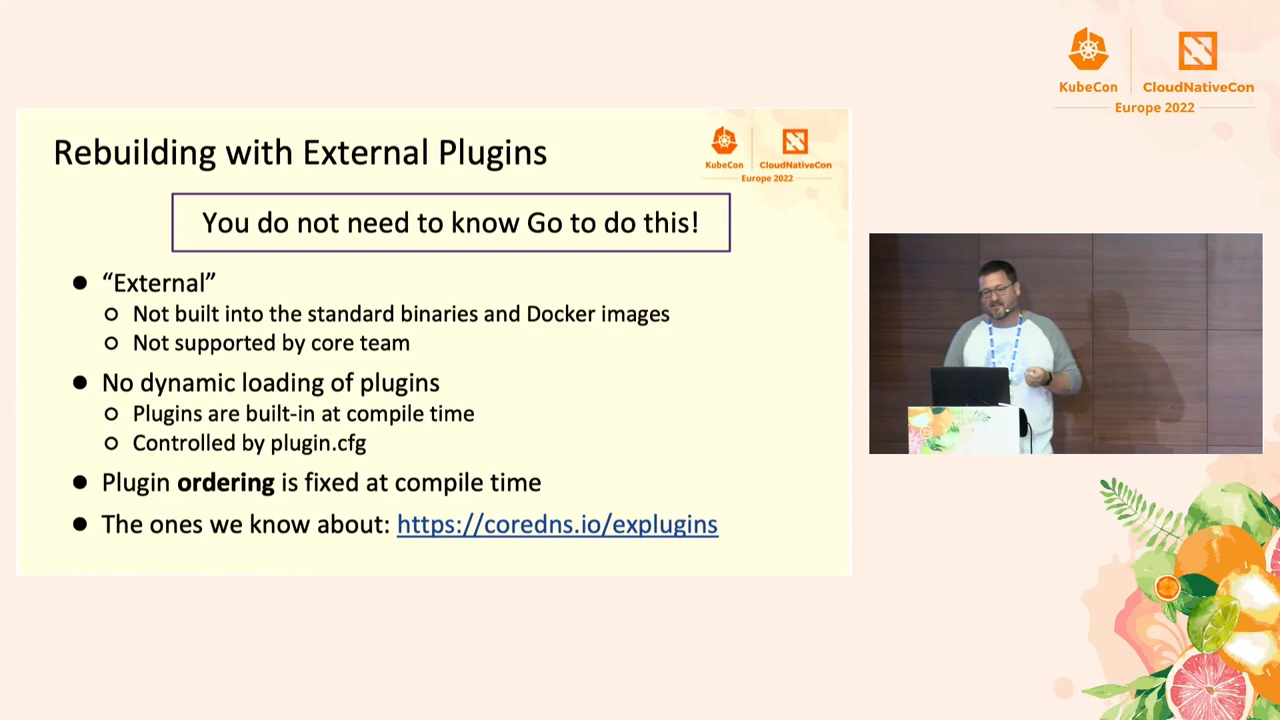 KubeCon
CloudNativeCon
Europe 2022
Rebuilding with External Plugins
KubeCon
CloudNativeCon
Europe 2022
You do not need to know Go to do this!
● “External”
○ Not built into the standard binaries and Docker images
○ Not supported by core team
● No dynamic loading of plugins
○ Plugins are built-in at compile time
○ Controlled by plugin.cfg
● Plugin ordering is fixed at compile time
● The ones we know about: https://coredns.io/explugins